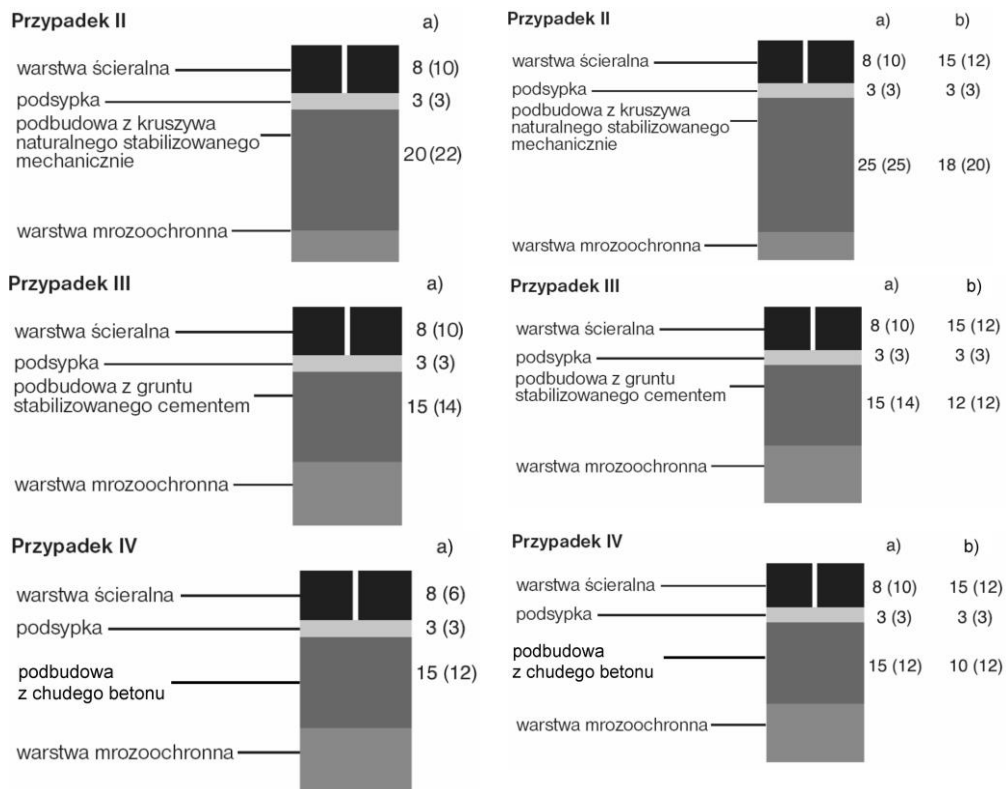 Przypadek II a)
warstwa ścieralna 8 (10)
podsypka 3 (3)
podbudowa z kruszywa
naturalnego stabilizowanego
mechanicznie
20 (22)
warstwa mrozoochronna
Przypadek III a)
warstwa ścieralna 8 (10)
podsypka 3 (3)
podbudowa z gruntu
stabilizowanego cementem
15 (14)
warstwa mrozoochronna
Przypadek IV a)
warstwa ścieralna 8 (6)
podsypka 3 (3)
podbudowa 15 (12)
z chudego betonu
warstwa mrozoochronna
Przypadek II a) b)
warstwa ścieralna 8 (10) 15 (12)
podsypka 3 (3) 3 (3)
podbudowa z kruszywa
naturalnego stabilizowanego
mechanicznie
25 (25) 18 (20)
warstwa mrozoochronna
Przypadek III a) b)
warstwa ścieralna 8 (10) 15 (12)
podsypka 3 (3) 3 (3)
podbudowa z gruntu
stabilizowanego cementem
15 (14) 12 (12)
warstwa mrozoochronna
Przypadek IV a) b)
warstwa ścieralna 8 (10) 15 (12)
podsypka 3 (3) 3 (3)
podbudowa
z chudego betonu 15 (12) 10 (12)
warstwa mrozoochronna